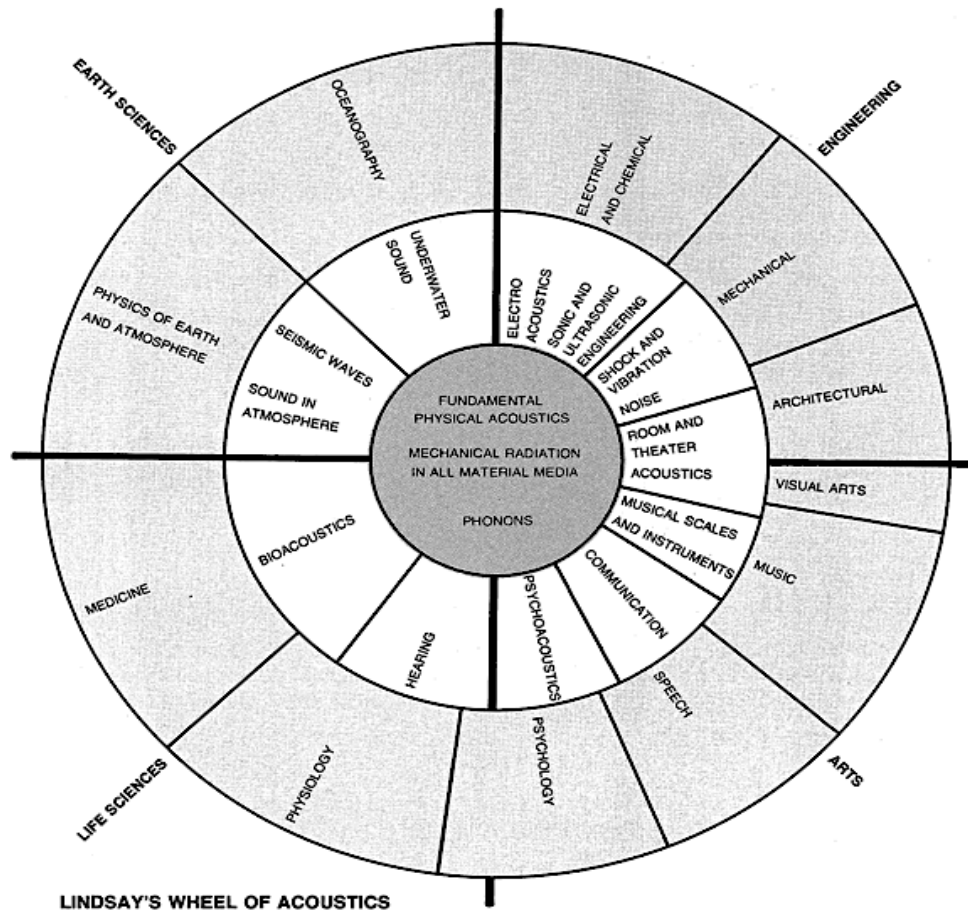 EARTH SCIENCES
ENGINEERING
OCEANOGRAPHY
ELECTRICAL
AND CHEMICAL
MECHANICAL
ARCHITECTURAL
VISUAL ARTS
MUSIC
SPEECH
PSYCHOLOGY
PHYSIOLOGY
MEDICINE
PHYSICS OF EARTH
AND ATMOSPHERE
UNDERWATER
SOUND
ELECTRO
ACOUSTICS
SONIC AND
ULTRASONIC
ENGINEERING
SHOCK AND
VIBRATION
NOISE
ROOM AND
THEATER
ACOUSTICS
MUSICAL SCALES
AND INSTRUMENTS
COMMUNICATION
PSYCHOACOUSTICS
HEARING
BIOACOUSTICS
SEISMIC WAVES
SOUND IN
ATMOSPHERE
FUNDAMENTAL
PHYSICAL ACOUSTICS
MECHANICAL RADIATION
IN ALL MATERIAL MEDIA
PHONONS
LIFE SCIENCES
ARTS
LINDSAY'S WHEEL OF ACOUSTICS